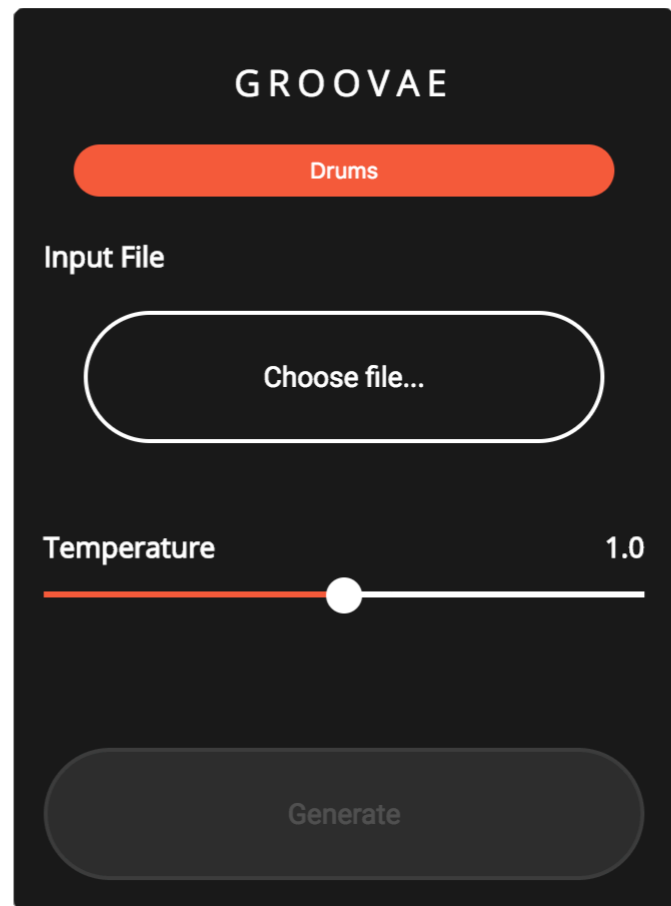 GROOVAE
Drums
Input File
Choose file...
Temperature 1.0
Generate